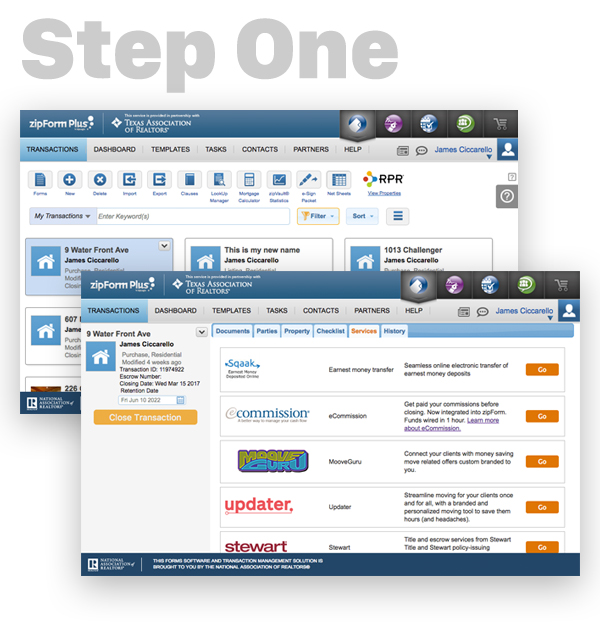 Step One
zipForm Plus
This service is provided in partnership with
TEXAS ASSOCIATION
OF REALTORS®
TRANSACTIONS DASHBOARD TEMPLATES TASKS CONTACTS PARTNERS HELP James Ciccarello
Forms New Delete Import Export Clauses LookUp Manager Mortgage Calculator zipVault® Statistics e-Sign Packet Net Sheets RPR View Properties
My Transactions Enter Keyword(s) Filter Sort
9 Water Front Ave
James Ciccarello
Purchase, Residential
This is my new name
James Ciccarello
Listing, Residential
1013 Challenger
James Ciccarello
Purchase, Residential
607
James
Purchase
Modified
Closing
226
NATIONAL
ASSOCIATION of
REALTORS®
zipForm Plus
This service is provided in partnership with
TEXAS ASSOCIATION
OF REALTORS®
TRANSACTIONS DASHBOARD TEMPLATES TASKS CONTACTS PARTNERS HELP James Ciccarello
9 Water Front Ave
James Ciccarello
Purchase, Residential
Modified 4 weeks ago
Transaction ID: 11974922
Escrow Number:
Closing Date: Wed Mar 15 2017
Retention Date
Fri Jun 10 2022
Close Transaction
Documents Parties Property Checklist Services History
Sqaak
Earnest Money
Deposited Online
Earnest money transfer
Seamless online electronic transfer of
earnest money deposits
Go
eCommission
A better way to manage your cash flow
eCommission
Get paid your commissions before
closing. Now integrated into zipForm.
Funds wired in 1 hour. Learn more
about eCommission.
Go
MOOVE
GURU
MooveGuru
Connect your clients with money saving
move related offers custom branded to
you.
Go
updater.
Updater
Streamline moving for your clients once
and for all, with a branded and
personalized moving tool to save them
hours (and headaches).
Go
stewart
Stewart
Title and escrow services from Stewart
Title and Stewart policy-issuing
Go
NATIONAL
ASSOCIATION of
REALTORS®
THIS FORMS SOFTWARE AND TRANSACTION MANAGEMENT SOLUTION IS
BROUGHT TO YOU BY THE NATIONAL ASSOCIATION OF REALTORS®